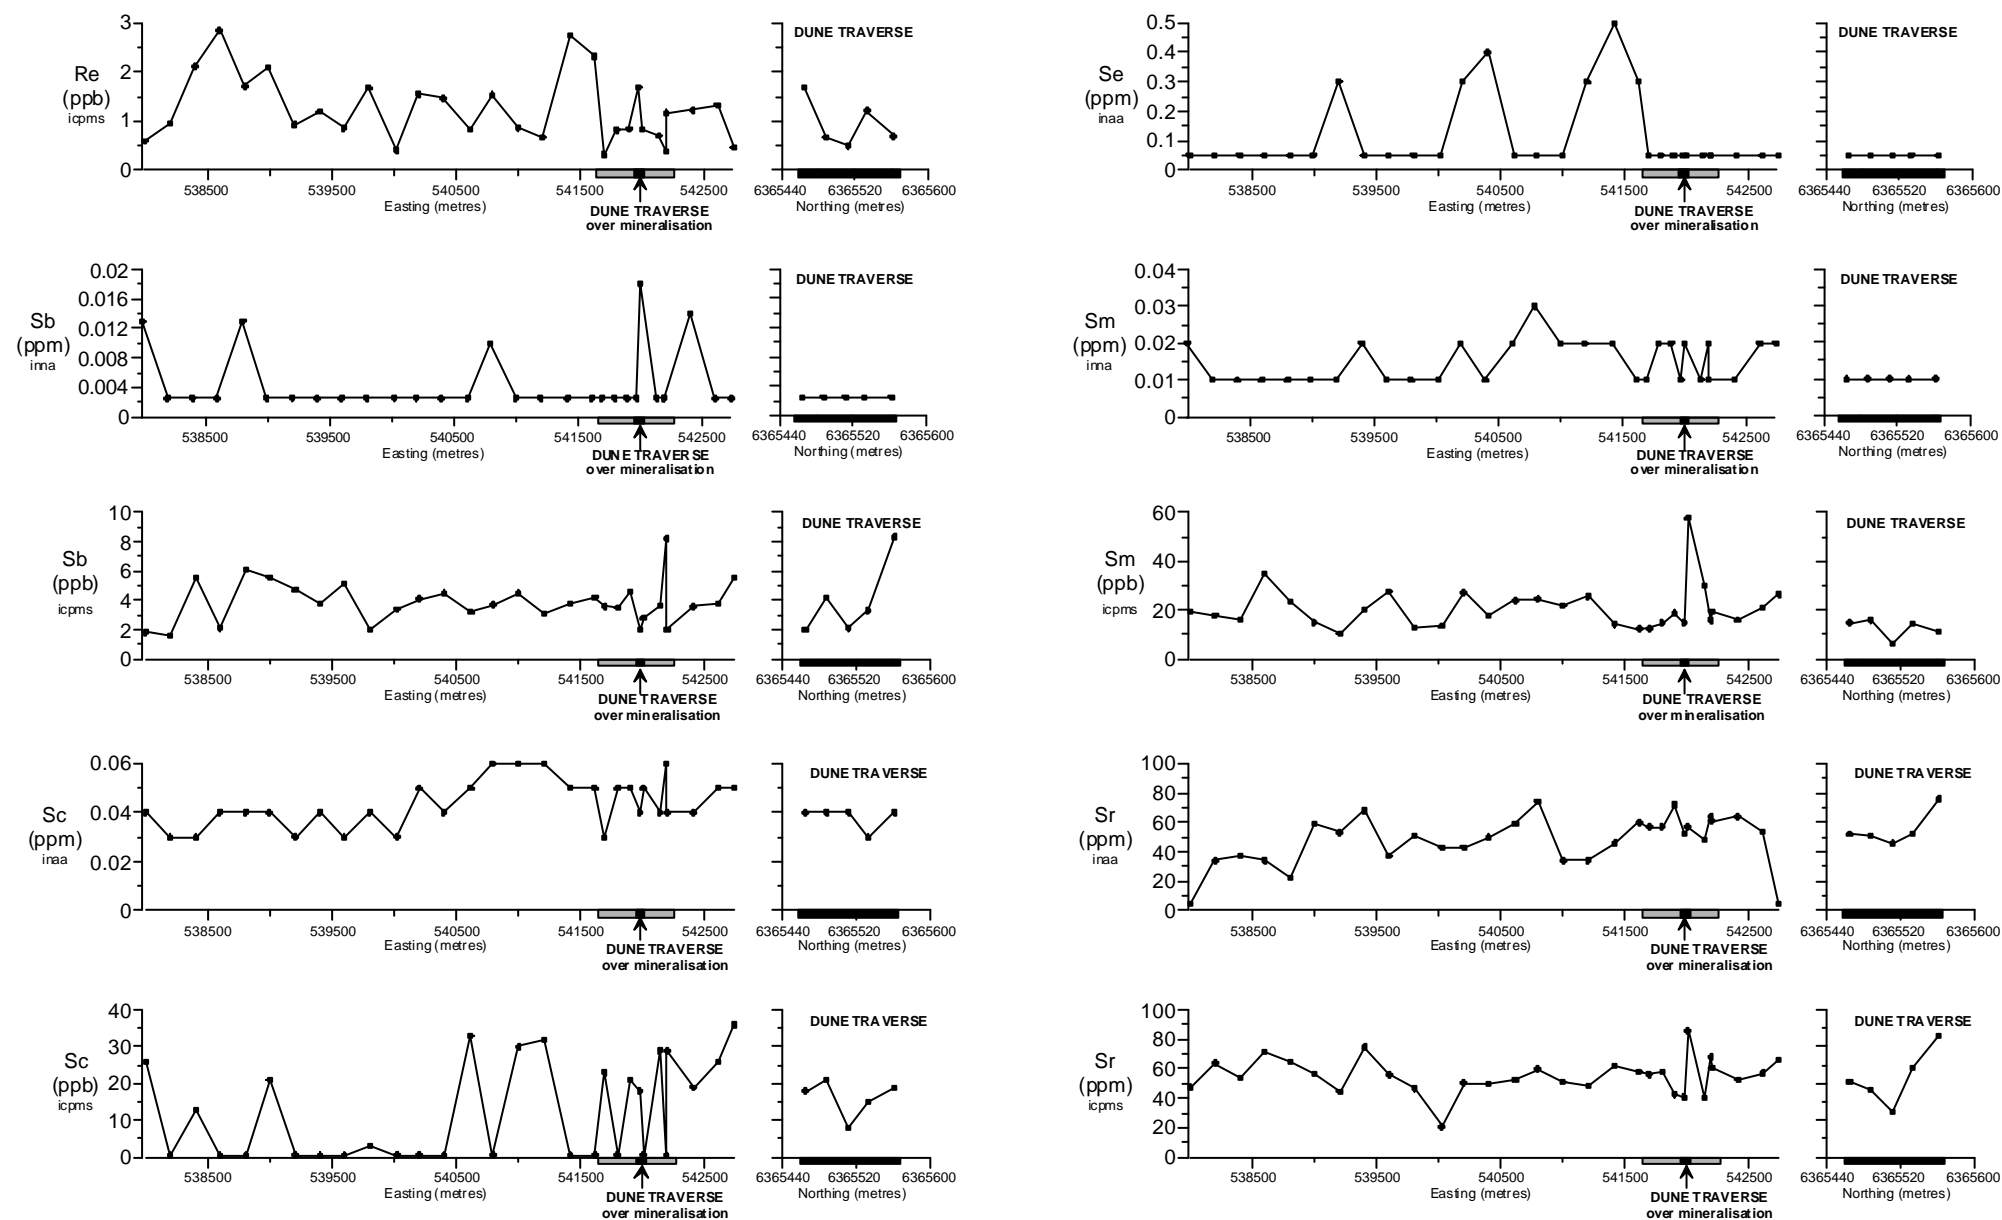 3
2
1
0
Re
(ppb)
icpms
538500 539500 540500 541500 542500
Easting (metres)
DUNE TRAVERSE
over mineralisation
DUNE TRAVERSE
6365440 6365520 6365600
Northing (metres)
0.5
0.4
0.3
0.2
0.1
0
Se
(ppm)
inaa
538500 539500 540500 541500 542500
Easting (metres)
DUNE TRAVERSE
over mineralisation
DUNE TRAVERSE
6365440 6365520 6365600
Northing (metres)
0.02
0.016
0.012
0.008
0.004
0
Sb
(ppm)
inna
538500 539500 540500 541500 542500
Easting (metres)
DUNE TRAVERSE
over mineralisation
DUNE TRAVERSE
6365440 6365520 6365600
Northing (metres)
0.04
0.03
0.02
0.01
0
Sm
(ppm)
inna
538500 539500 540500 541500 542500
Easting (metres)
DUNE TRAVERSE
over mineralisation
DUNE TRAVERSE
6365440 6365520 6365600
Northing (metres)
10
8
6
4
2
0
Sb
(ppb)
icpms
538500 539500 540500 541500 542500
Easting (metres)
DUNE TRAVERSE
over mineralisation
DUNE TRAVERSE
6365440 6365520 6365600
Northing (metres)
60
40
20
0
Sm
(ppb)
icpms
538500 539500 540500 541500 542500
Easting (metres)
DUNE TRAVERSE
over mineralisation
DUNE TRAVERSE
6365440 6365520 6365600
Northing (metres)
0.06
0.04
0.02
0
Sc
(ppm)
inaa
538500 539500 540500 541500 542500
Easting (metres)
DUNE TRAVERSE
over mineralisation
DUNE TRAVERSE
6365440 6365520 6365600
Northing (metres)
100
80
60
40
20
0
Sr
(ppm)
inaa
538500 539500 540500 541500 542500
Easting (metres)
DUNE TRAVERSE
over mineralisation
DUNE TRAVERSE
6365440 6365520 6365600
Northing (metres)
40
30
20
10
0
Sc
(ppb)
icpms
538500 539500 540500 541500 542500
Easting (metres)
DUNE TRAVERSE
over mineralisation
DUNE TRAVERSE
6365440 6365520 6365600
Northing (metres)
100
80
60
40
20
0
Sr
(ppm)
icpms
538500 539500 540500 541500 542500
Easting (metres)
DUNE TRAVERSE
over mineralisation
DUNE TRAVERSE
6365440 6365520 6365600
Northing (metres)